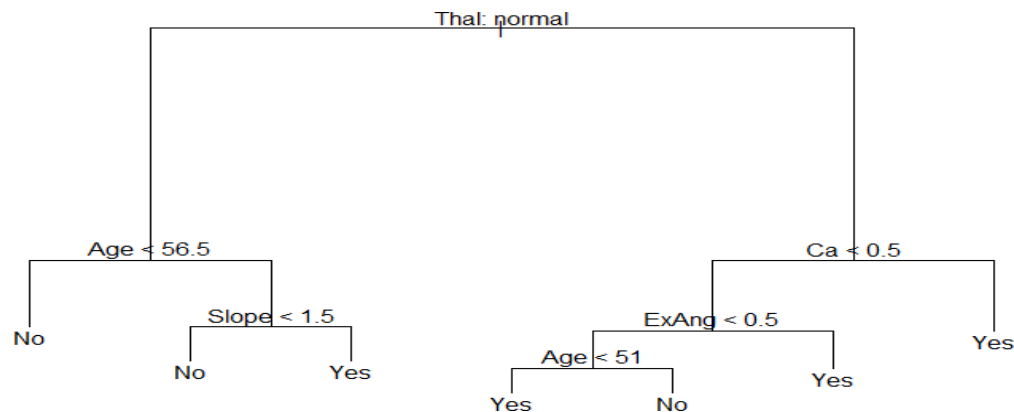 Thal: normal
Age < 56.5
Ca < 0.5
Slope < 1.5
ExAng < 0.5
No
Yes
Age < 51
No
Yes
Yes
Yes
No